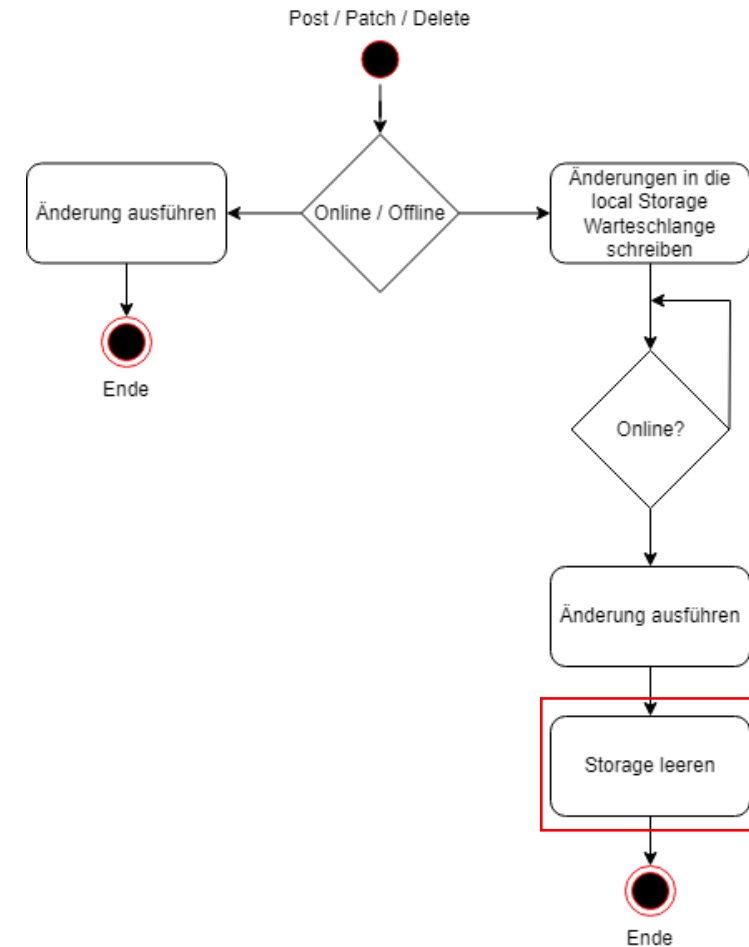 Post / Patch / Delete
Änderung ausführen
Online / Offline
Änderungen in die
local Storage
Warteschlange
schreiben
Ende
Online?
Änderung ausführen
Storage leeren
Ende